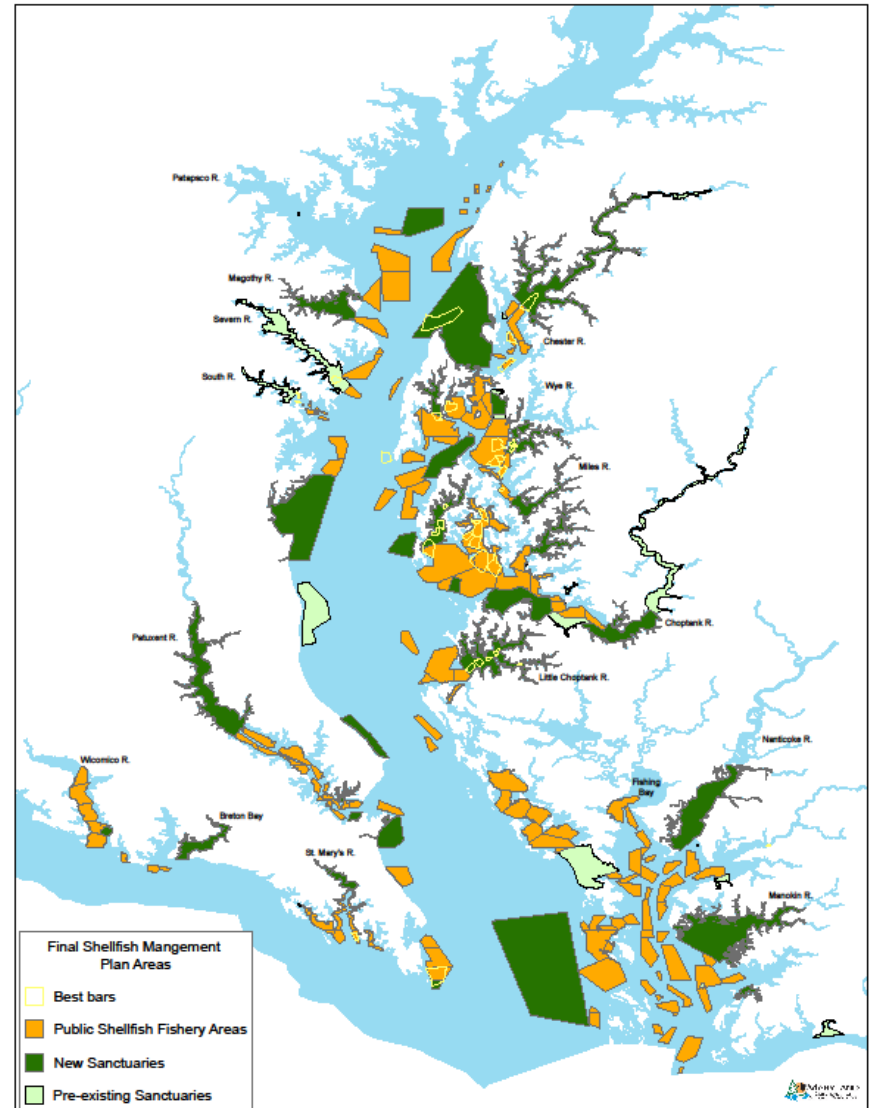 Patapsco R.
Magothy R.
Severn R.
Chester R.
South R.
Wye R.
Miles R.
Patuxent R.
Choptank R.
Little Choptank R.
Nanticoke R.
Wicomico R.
Fishing
Bay
Breton Bay
St. Mary's R.
Manokin R.
Final Shellfish Mangement
Plan Areas
Best bars
Public Shellfish Fishery Areas
New Sanctuaries
Pre-existing Sanctuaries